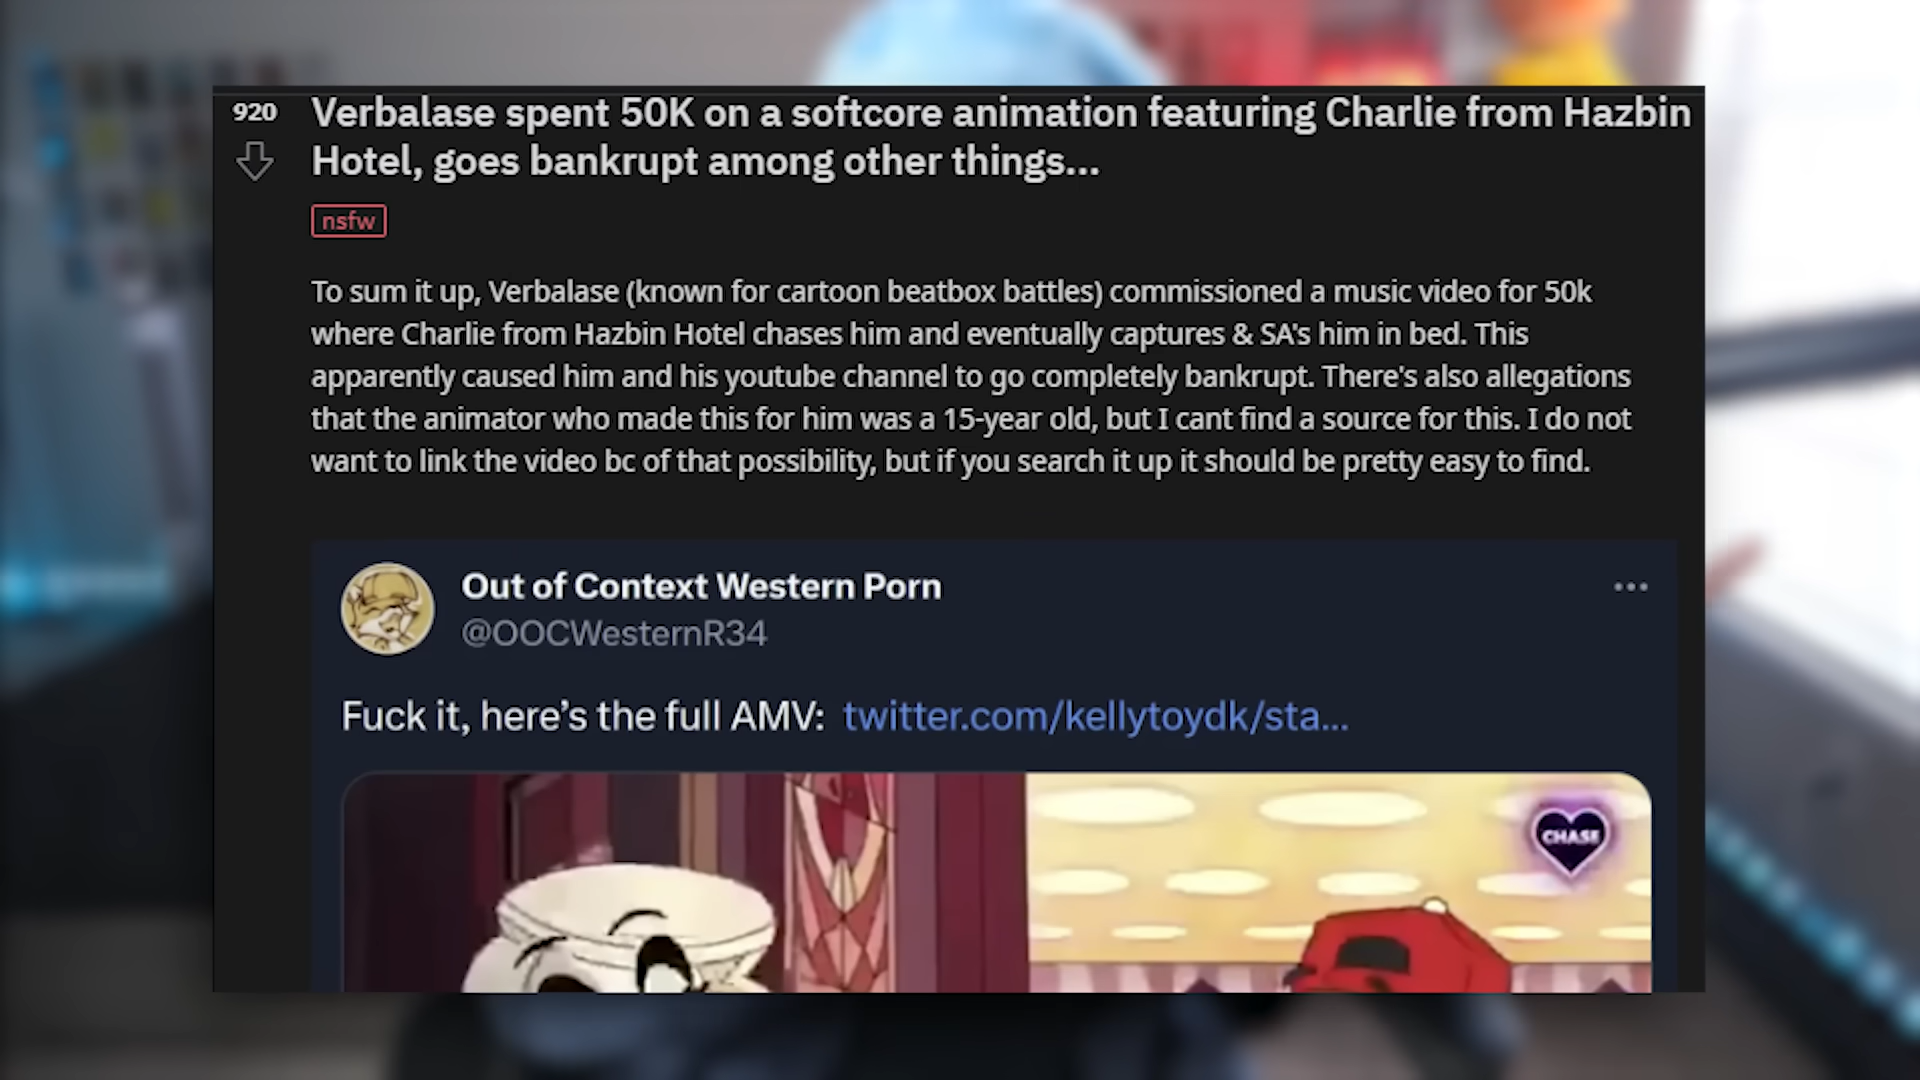 920
Verbalase spent 50K on a softcore animation featuring Charlie from Hazbin
Hotel, goes bankrupt among other things...
nsfw
To sum it up, Verbalase (known for cartoon beatbox battles) commissioned a music video for 50k
where Charlie from Hazbin Hotel chases him and eventually captures & SA's him in bed. This
apparently caused him and his youtube channel to go completely bankrupt. There's also allegations
that the animator who made this for him was a 15-year old, but I cant find a source for this. I do not
want to link the video bc of that possibility, but if you search it up it should be pretty easy to find.
Out of Context Western Porn
@OOCWesternR34
Fuck it, here’s the full AMV: twitter.com/kellytoydk/sta...
CHASE